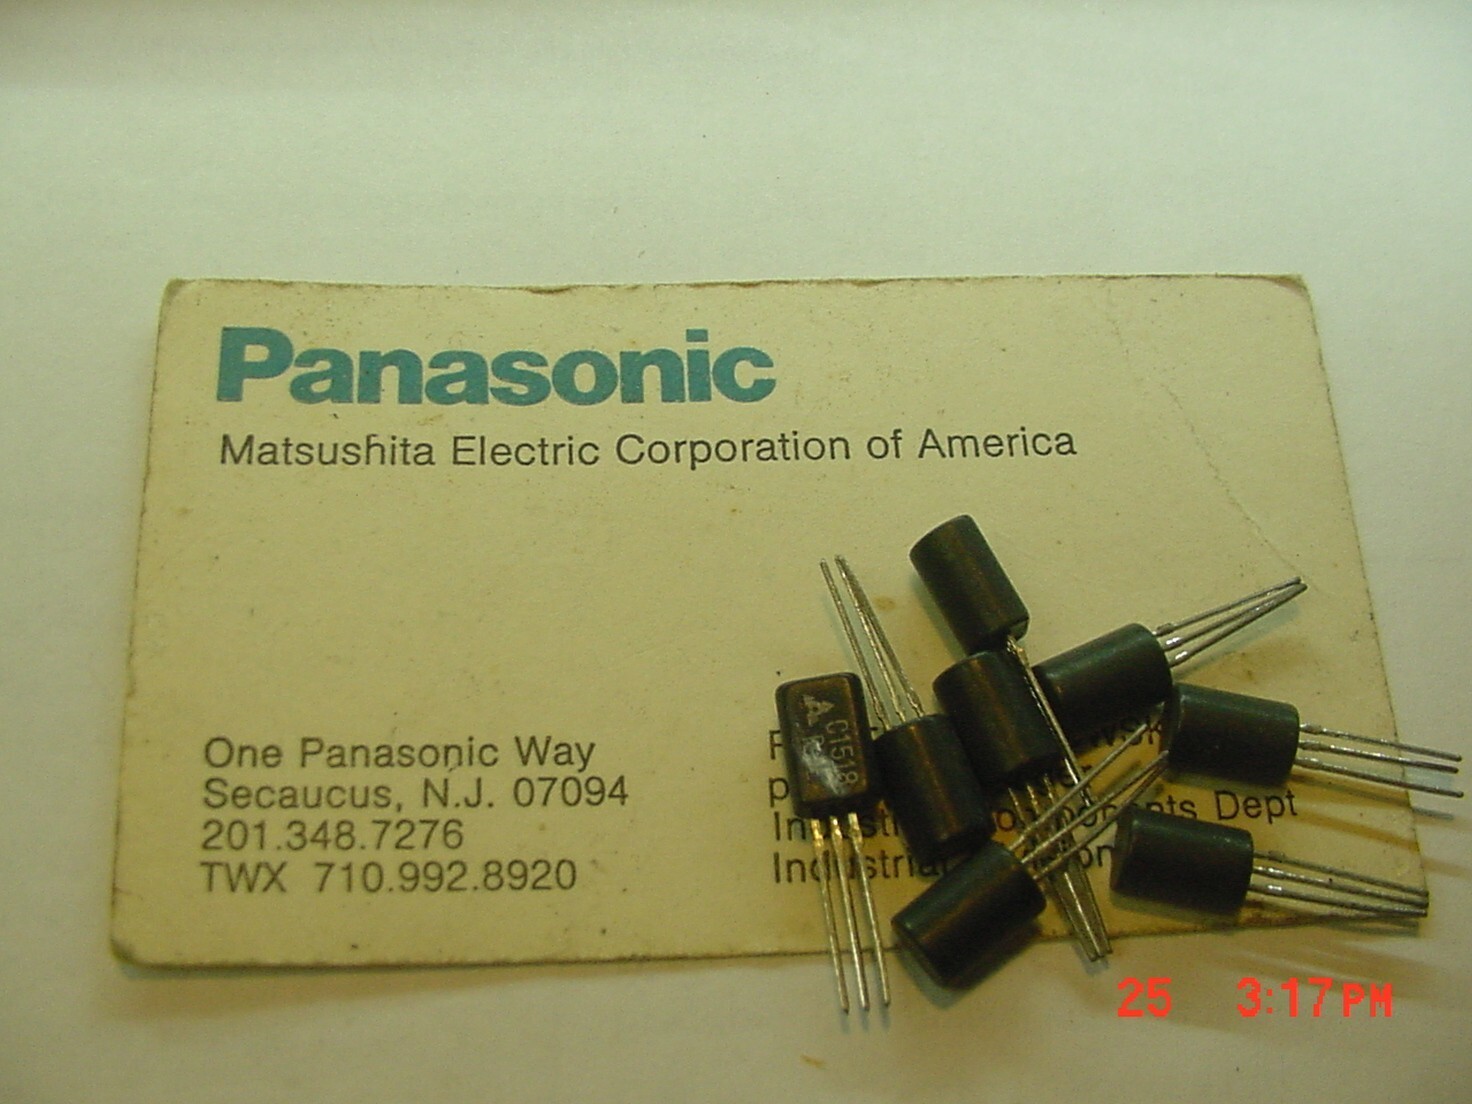 Panasonic
Matsushita Electric Corporation of America
One Panasonic Way
Secaucus, N.J. 07094
201.348.7276
TWX 710.992.8920
Dept
C1518
25 3:17PM